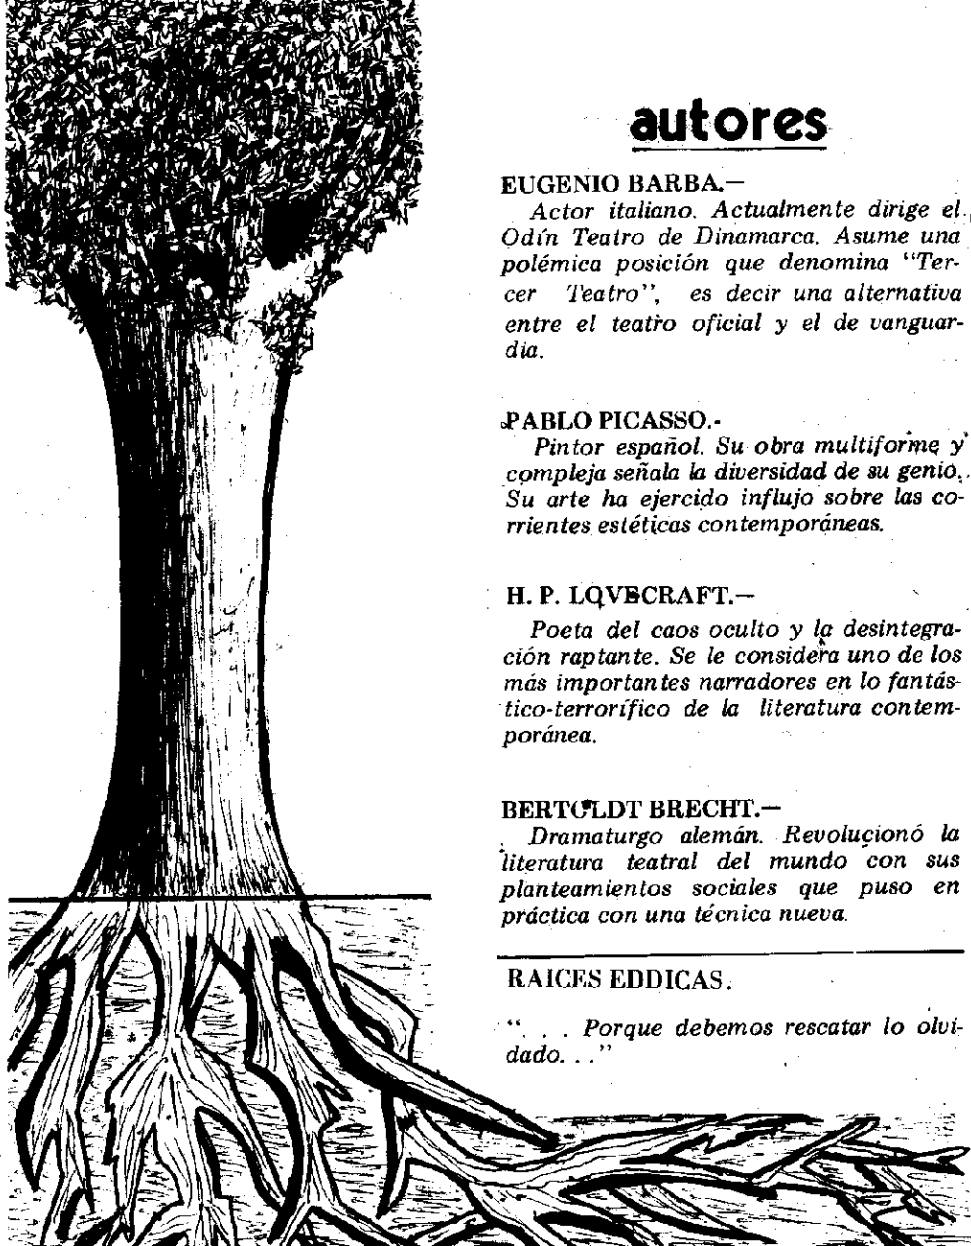 autores
EUGENIO BARBA.—
Actor italiano. Actualmente dirige el
Odín Teatro de Dinamarca. Asume una
polémica posición que denomina “Ter-
cer Teatro”, es decir una alternativa
entre el teatro oficial y el de vanguar-
dia.
PABLO PICASSO.-
Pintor español. Su obra multiforme y
compleja señala la diversidad de su genio.
Su arte ha ejercido influjo sobre las co-
rrientes estéticas contemporáneas.
H. P. LOVECRAFT.—
Poeta del caos oculto y la desintegra-
ción raptante. Se le considera uno de los
más importantes narradores en lo fantás-
tico-terrorífico de la literatura contem-
poránea.
BERTOLDT BRECHT.—
Dramaturgo alemán. Revolucionó la
literatura teatral del mundo con sus
planteamientos sociales que puso en
práctica con una técnica nueva.
RAICES EDDICAS.
“. . . Porque debemos rescatar lo olvi-
dado. . .”